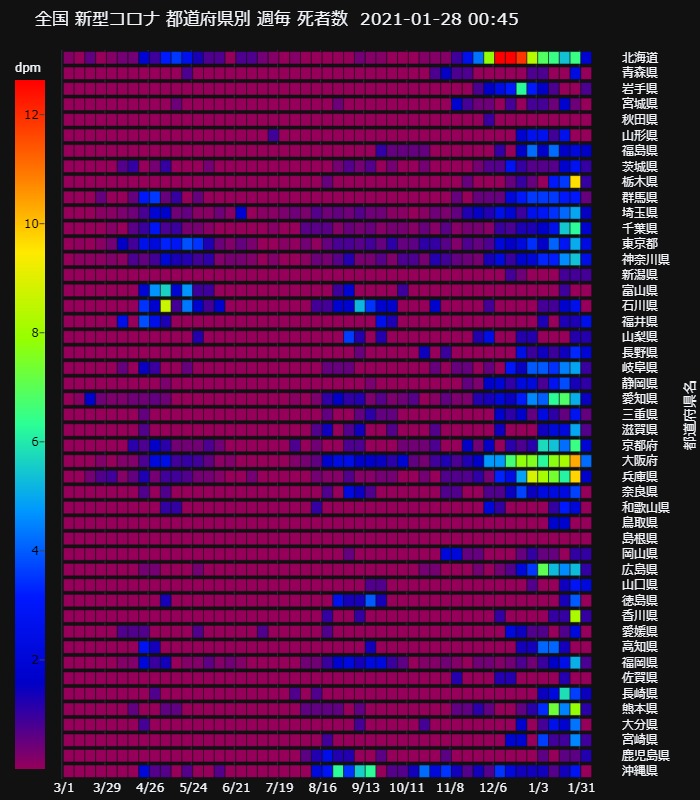 全国 新型コロナ 都道府県別 週毎 死者数 2021-01-28 00:45
dpm
12
10
8
6
4
2
北海道
青森県
岩手県
宮城県
秋田県
山形県
福島県
茨城県
栃木県
群馬県
埼玉県
千葉県
東京都
神奈川県
新潟県
富山県
石川県
福井県
山梨県
長野県
岐阜県
静岡県
愛知県
三重県
滋賀県
京都府
大阪府
兵庫県
奈良県
和歌山県
鳥取県
島根県
岡山県
広島県
山口県
徳島県
香川県
愛媛県
高知県
福岡県
佐賀県
長崎県
熊本県
大分県
宮崎県
鹿児島県
沖縄県
都道府県名
3/1 3/29 4/26 5/24 6/21 7/19 8/16 9/13 10/11 11/8 12/6 1/3 1/31